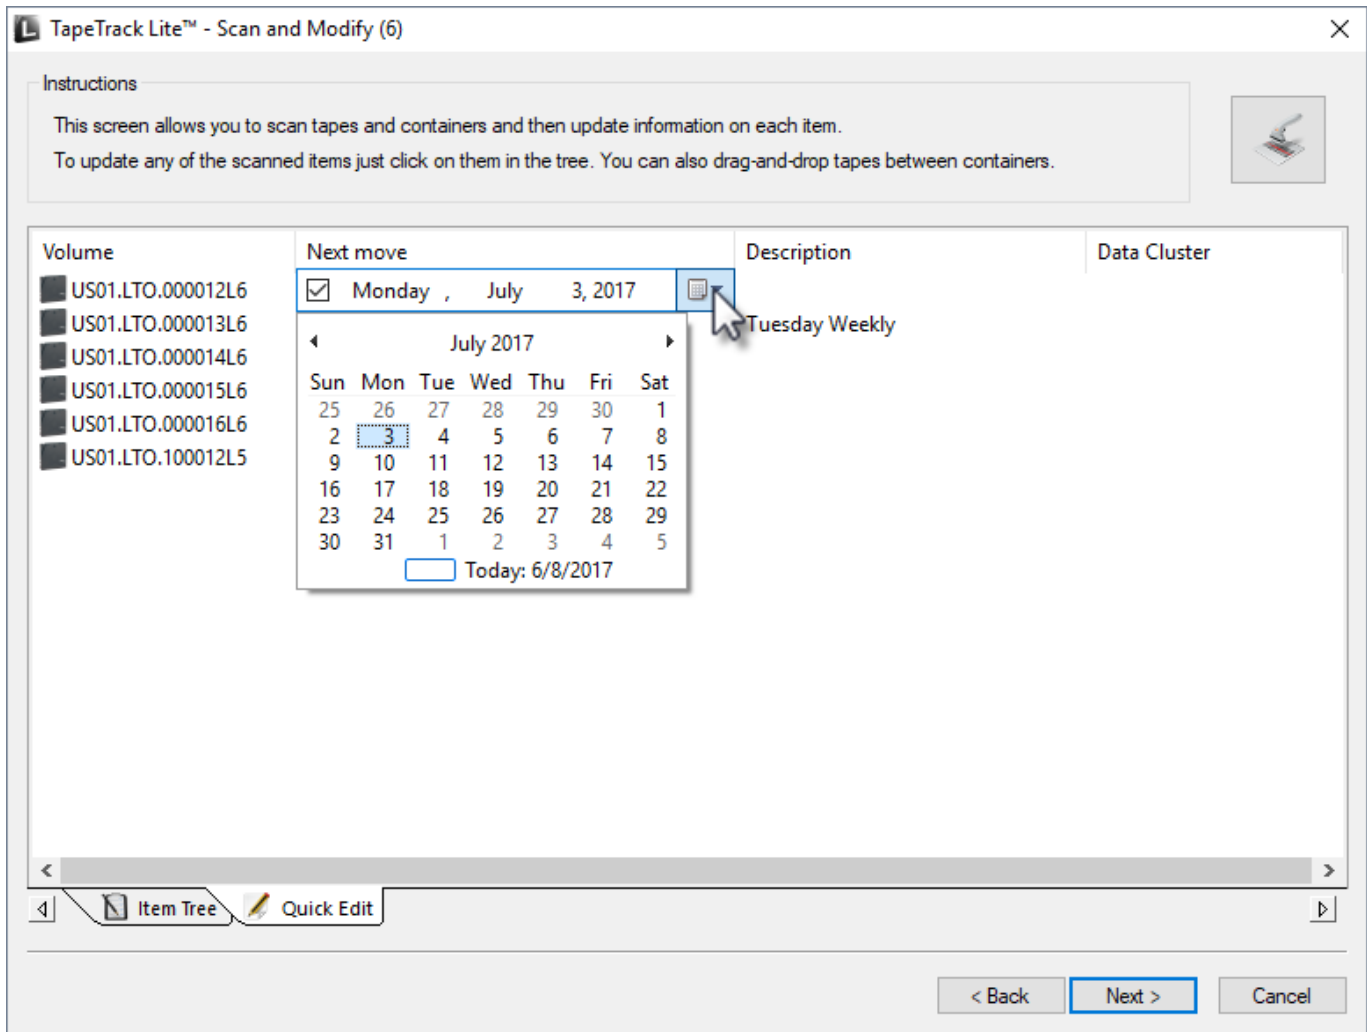 TapeTrack Lite™ - Scan and Modify (6)
Instructions
This screen allows you to scan tapes and containers and then update information on each item.
To update any of the scanned items just click on them in the tree. You can also drag-and-drop tapes between containers.
Volume Next move Description Data Cluster
US01.LTO.000012L6 Monday , July 3, 2017
US01.LTO.000013L6 Tuesday Weekly
US01.LTO.000014L6
US01.LTO.000015L6
US01.LTO.000016L6
US01.LTO.100012L5
July 2017
Sun Mon Tue Wed Thu Fri Sat
25 26 27 28 29 30 1
2 3 4 5 6 7 8
9 10 11 12 13 14 15
16 17 18 19 20 21 22
23 24 25 26 27 28 29
30 31 1 2 3 4 5
Today: 6/8/2017
Item Tree Quick Edit
< Back Next > Cancel